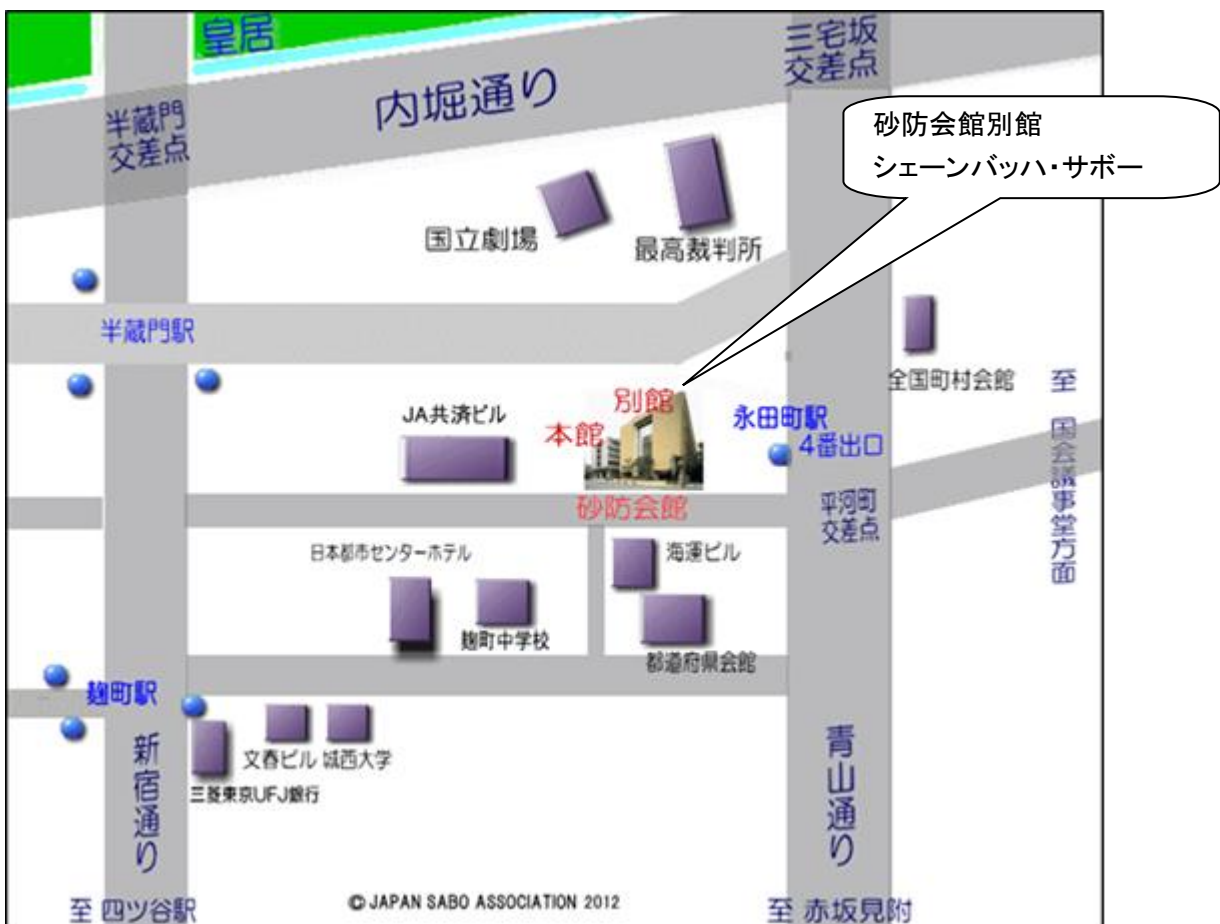 皇居
三宅坂
交差点
内堀通り
半蔵門
交差点
砂防会館別館
シェーンバッハ・サボー
国立劇場
最高裁判所
半蔵門駅
全国町村会館
至 国会議事堂方面
JA共済ビル
別館
本館
永田町駅
4番出口
砂防会館
平河町
交差点
日本都市センターホテル
海運ビル
麹町中学校
都道府県会館
麹町駅
新宿通り
文春ビル
城西大学
三菱東京UFJ銀行
青山通り
至 四ツ谷駅
© JAPAN SABO ASSOCIATION 2012
至 赤坂見附